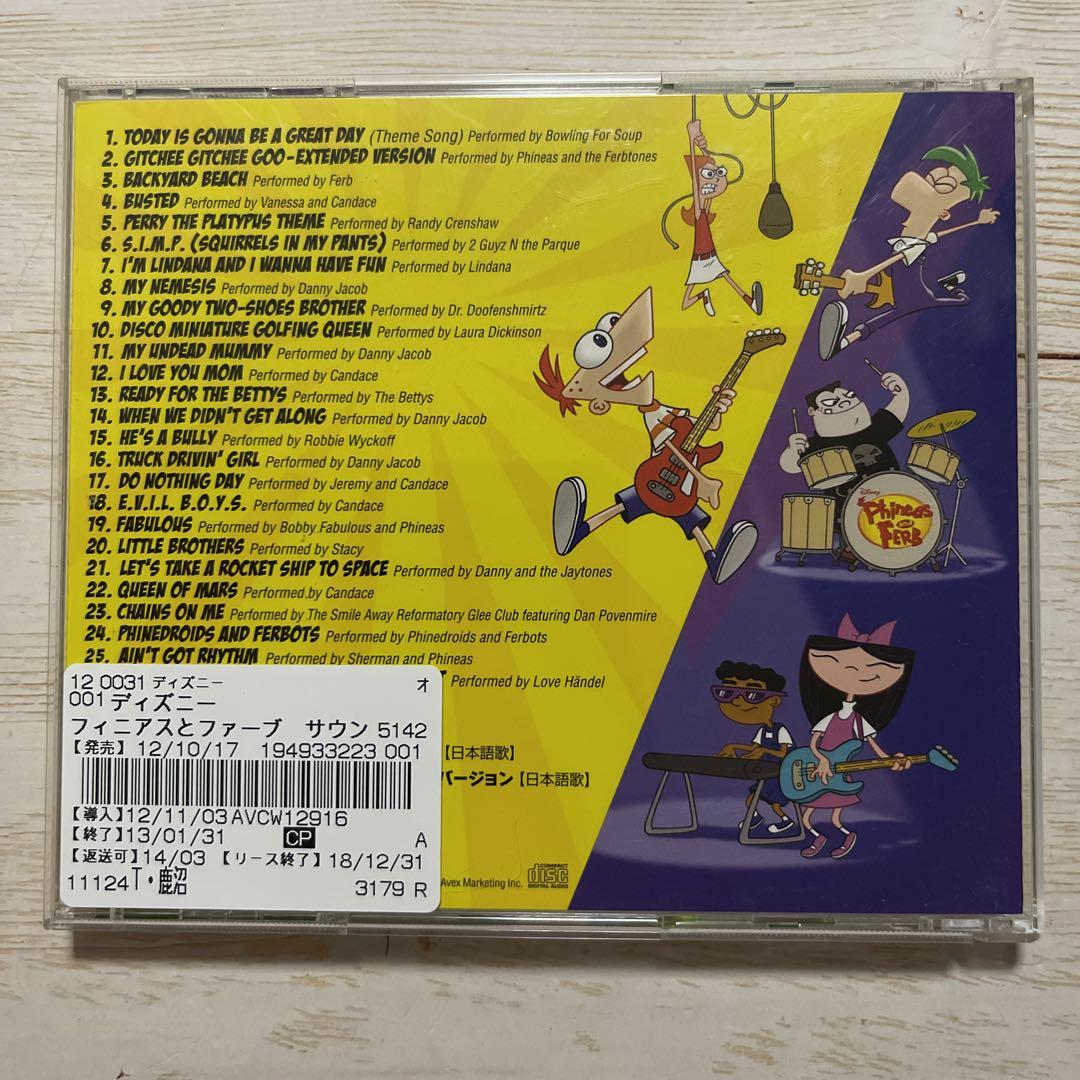 1. TODAY IS GONNA BE A GREAT DAY (Theme Song) Performed by Bowling For Soup
2. GITCHEE GITCHEE GOO-EXTENDED VERSION Performed by Phineas and the Ferbtones
3. BACKYARD BEACH Performed by Ferb
4. BUSTED Performed by Vanessa and Candace
5. PERRY THE PLATYPUS THEME Performed by Randy Crenshaw
6. S.I.M.P. (SQUIRRELS IN MY PANTS) Performed by 2 Guyz N the Parque
7. I'M LINDANA AND I WANNA HAVE FUN Performed by Lindana
8. MY NEMESIS Performed by Danny Jacob
9. MY GOODY TWO-SHOES BROTHER Performed by Dr. Doofenshmirtz
10. DISCO MINIATURE GOLFING QUEEN Performed by Laura Dickinson
11. MY UNDEAD MUMMY Performed by Danny Jacob
12. I LOVE YOU MOM Performed by Candace
13. READY FOR THE BETTYS Performed by The Bettys
14. WHEN WE DIDN'T GET ALONG Performed by Danny Jacob
15. HE'S A BULLY Performed by Robbie Wyckoff
16. TRUCK DRIVIN' GIRL Performed by Danny Jacob
17. DO NOTHING DAY Performed by Jeremy and Candace
18. E.V.I.L. B.O.Y.S. Performed by Candace
19. FABULOUS Performed by Bobby Fabulous and Phineas
20. LITTLE BROTHERS Performed by Stacy
21. LET'S TAKE A ROCKET SHIP TO SPACE Performed by Danny and the Jaytones
22. QUEEN OF MARS Performed by Candace
23. CHAINS ON ME Performed by The Smile Away Reformatory Glee Club featuring Dan Povenmire
24. PHINEDROIDS AND FERBOTS Performed by Phinedroids and Ferbots
25. AIN'T GOT RHYTHM Performed by Sherman and Phineas
Performed by Love Händel
【日本語歌】
バージョン【日本語歌】
12 0031 ディズニー オ
001 ディズニー
フィニアスとファーブ サウン 5142
【発売】 12/10/17 194933223 001
【導入】12/11/03 AVCW12916
【終了】13/01/31 CP A
【返送可】14/03 【リース終了】18/12/31
11124T・鹿沼 3179 R
Avex Marketing Inc.
COMPACT
disc
DIGITAL AUDIO
Disney
Phineas
and
FERB